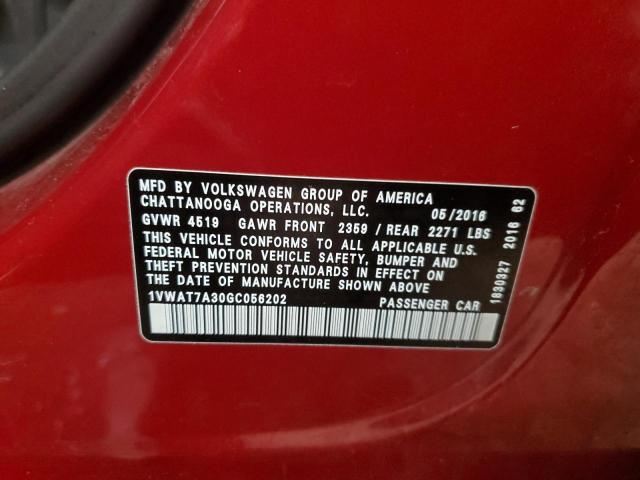 MFD BY VOLKSWAGEN GROUP OF AMERICA
CHATTANOOGA OPERATIONS, LLC. 05/2016
GVWR 4519 GAWR FRONT 2359 / REAR 2271 LBS
THIS VEHICLE CONFORMS TO ALL APPLICABLE U.S.
FEDERAL MOTOR VEHICLE SAFETY, BUMPER AND
THEFT PREVENTION STANDARDS IN EFFECT ON
THE DATE OF MANUFACTURE SHOWN ABOVE
1VWAT7A30GC056202 PASSENGER CAR
1830327 2016 62